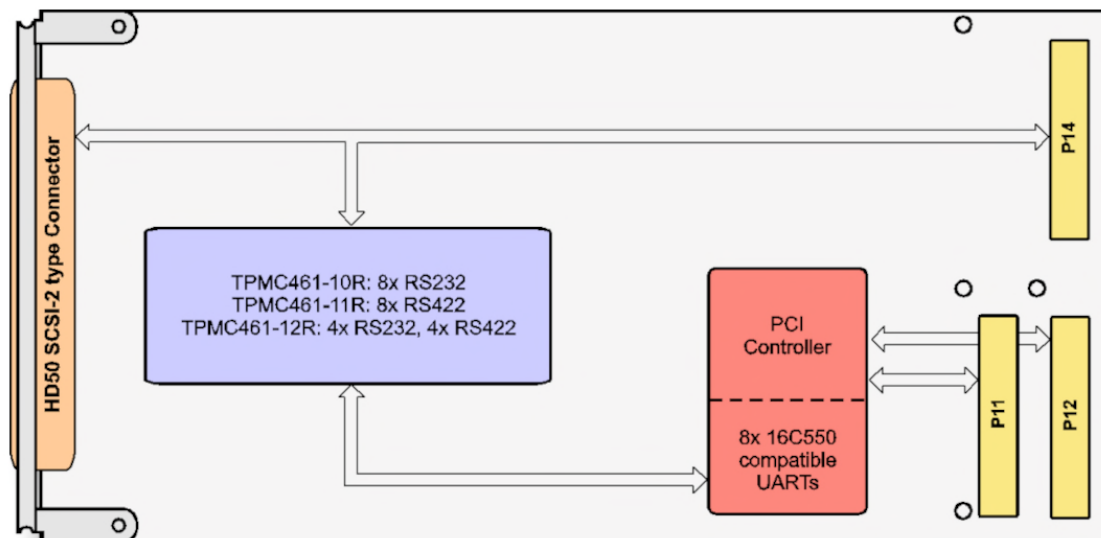 HD50 SCSI-2 type Connector
P14
TPMC461-10R: 8x RS232
TPMC461-11R: 8x RS422
TPMC461-12R: 4x RS232, 4x RS422
PCI
Controller
8x 16C550
compatible
UARTs
P11
P12